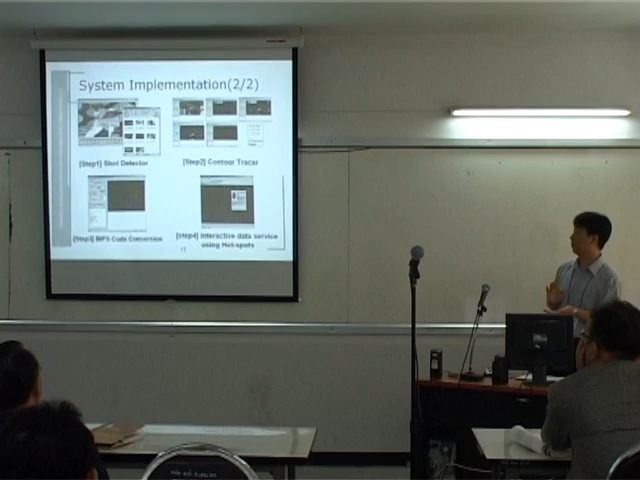 System Implementation(2/2)
[Step1] Shot Detector
[Step2] Contour Tracer
[Step3] BIFS Code Conversion
[step4] Interactive data service
using Hot-spots